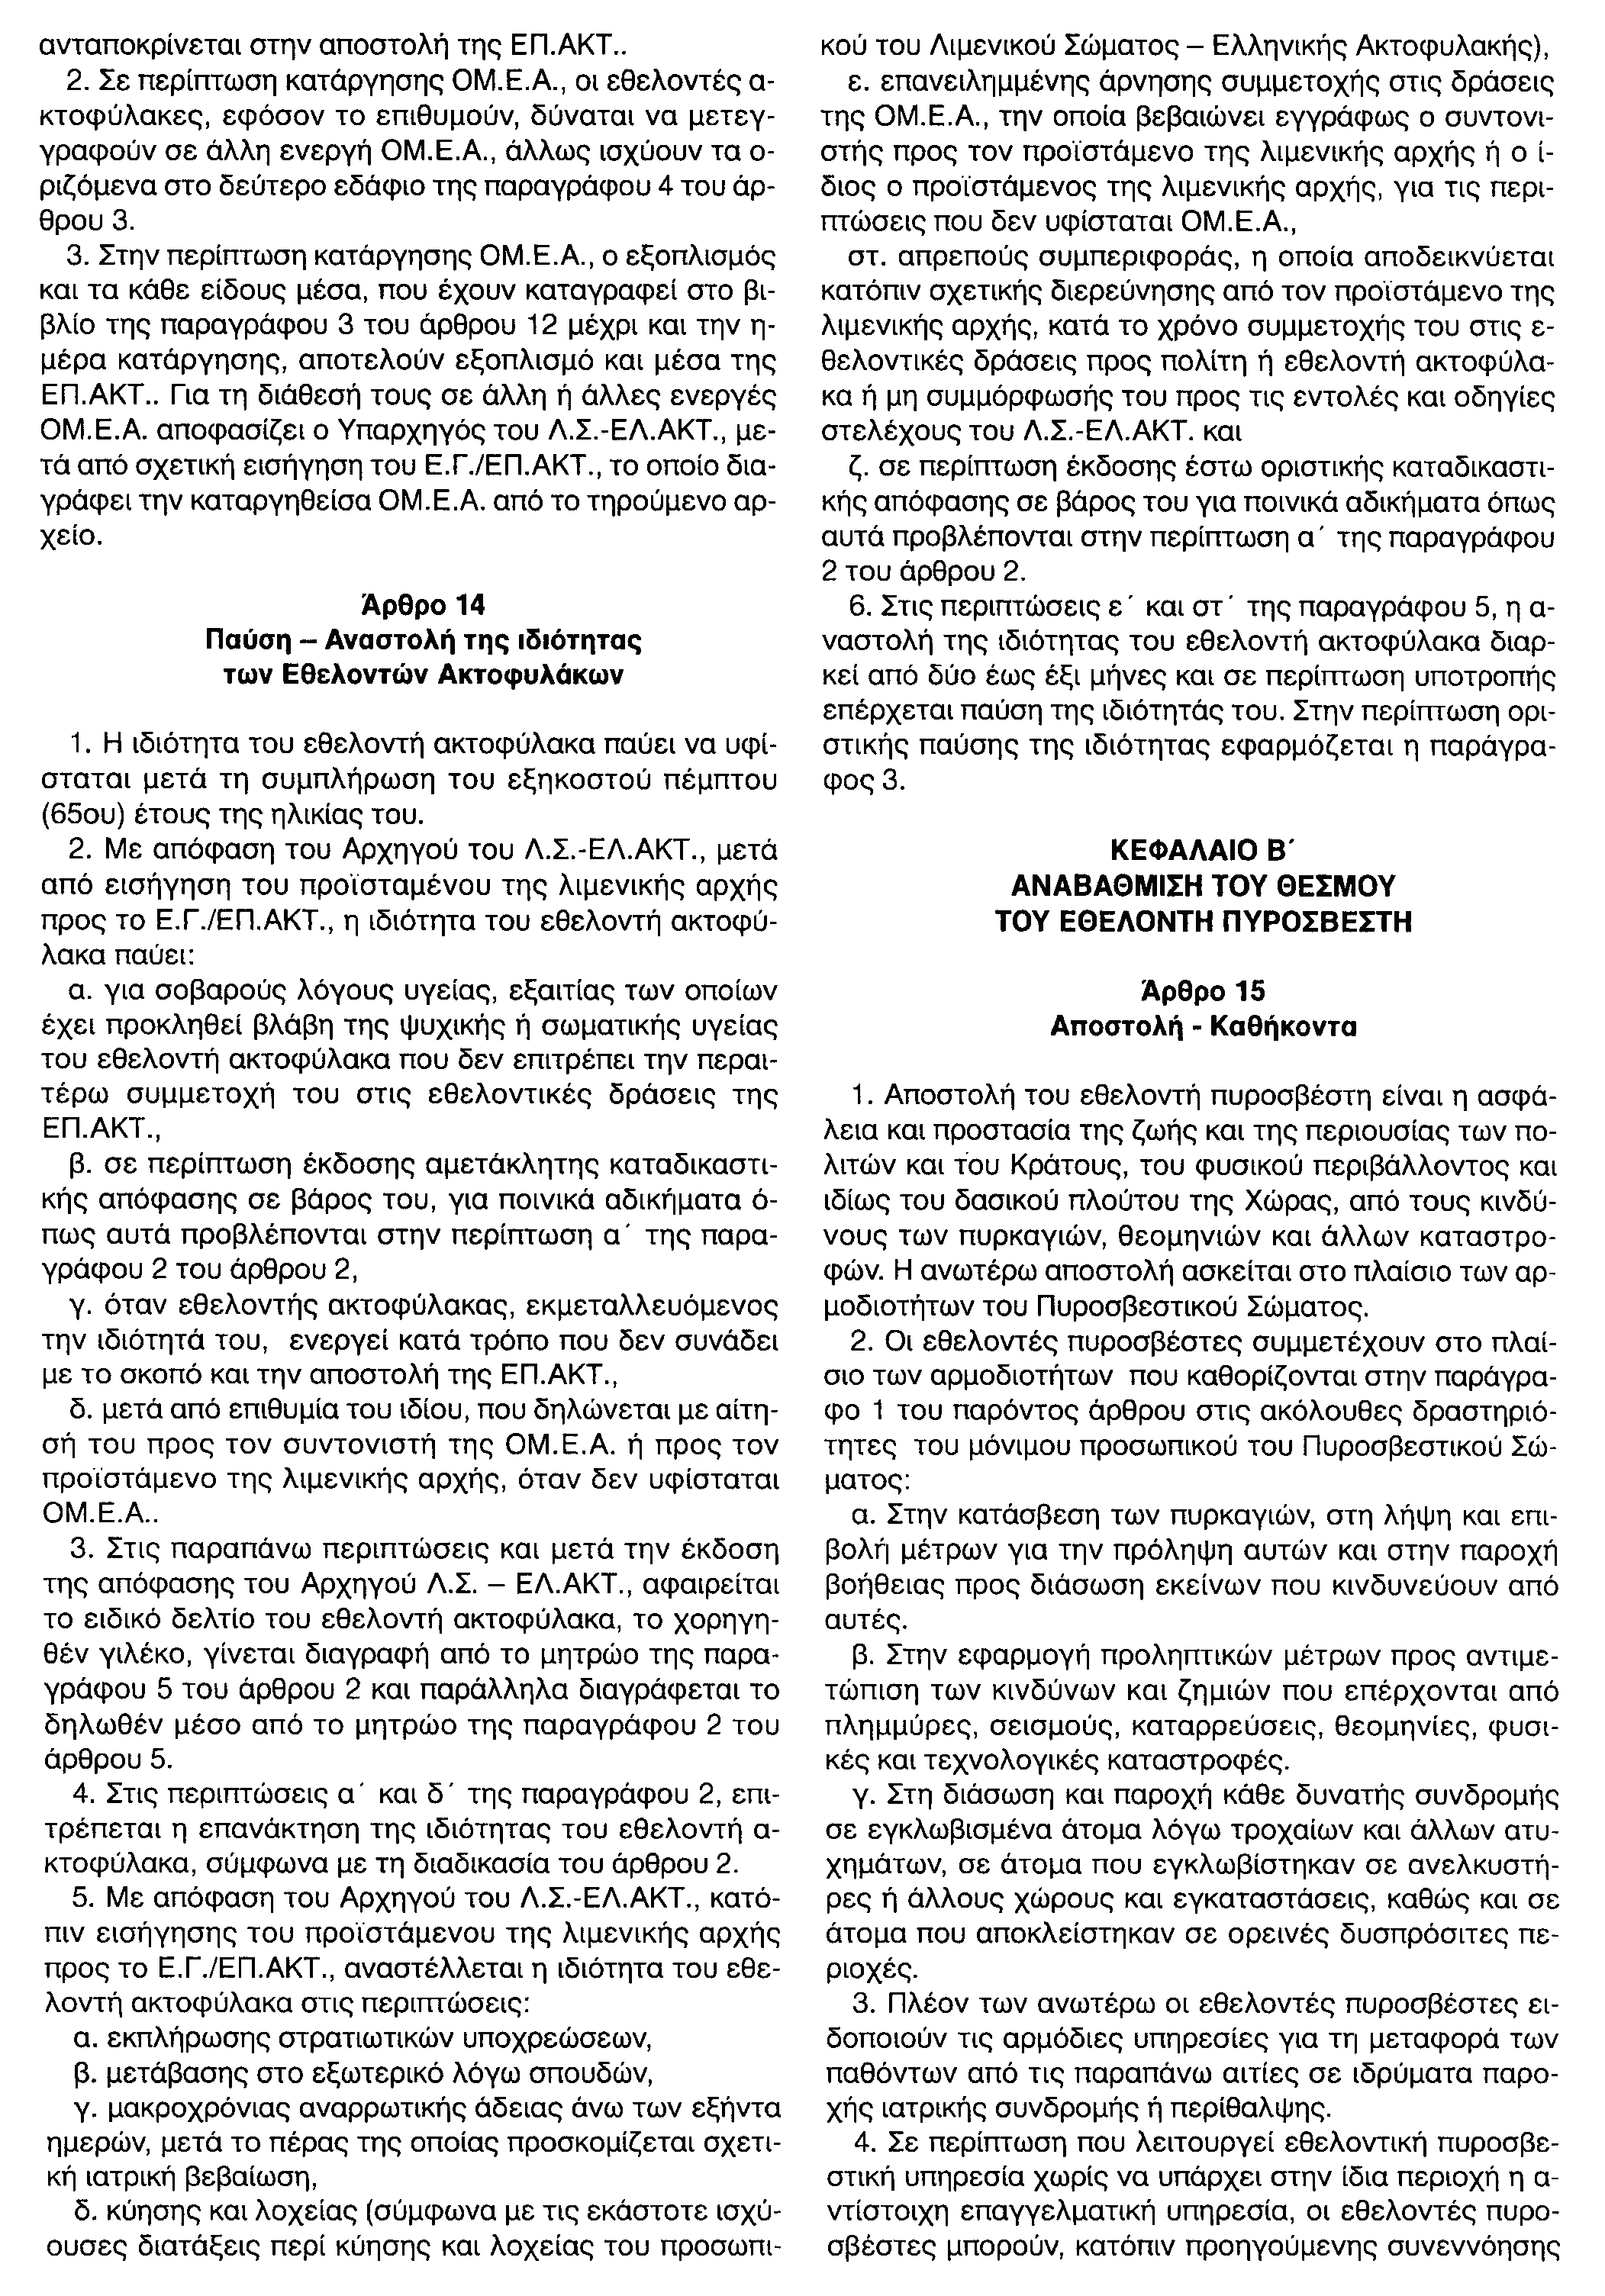 ανταποκρίνεται στην αποστολή της ΕΠ.ΑΚΤ..
2. Σε περίπτωση κατάργησης ΟΜ.Ε.Α., οι εθελοντές α-
κτοφύλακες, εφόσον το επιθυμούν, δύναται να μετεγ-
γραφούν σε άλλη ενεργή ΟΜ.Ε.Α., άλλως ισχύουν τα ο-
ριζόμενα στο δεύτερο εδάφιο της παραγράφου 4 του άρ-
θρου 3.
3. Στην περίπτωση κατάργησης ΟΜ.Ε.Α., ο εξοπλισμός
και τα κάθε είδους μέσα, που έχουν καταγραφεί στο βι-
βλίο της παραγράφου 3 του άρθρου 12 μέχρι και την η-
μέρα κατάργησης, αποτελούν εξοπλισμό και μέσα της
ΕΠ.ΑΚΤ.. Για τη διάθεσή τους σε άλλη ή άλλες ενεργές
ΟΜ.Ε.Α. αποφασίζει ο Υπαρχηγός του Λ.Σ.-ΕΛ.ΑΚΤ., με-
τά από σχετική εισήγηση του Ε.Γ./ΕΠ.ΑΚΤ., το οποίο δια-
γράφει την καταργηθείσα ΟΜ.Ε.Α. από το τηρούμενο αρ-
χείο.
Άρθρο 14
Παύση – Αναστολή της ιδιότητας
των Εθελοντών Ακτοφυλάκων
1. Η ιδιότητα του εθελοντή ακτοφύλακα παύει να υφί-
σταται μετά τη συμπλήρωση του εξηκοστού πέμπτου
(65ου) έτους της ηλικίας του.
2. Με απόφαση του Αρχηγού του Λ.Σ.-ΕΛ.ΑΚΤ., μετά
από εισήγηση του προϊσταμένου της λιμενικής αρχής
προς το Ε.Γ./ΕΠ.ΑΚΤ., η ιδιότητα του εθελοντή ακτοφύ-
λακα παύει:
α. για σοβαρούς λόγους υγείας, εξαιτίας των οποίων
έχει προκληθεί βλάβη της ψυχικής ή σωματικής υγείας
του εθελοντή ακτοφύλακα που δεν επιτρέπει την περαι-
τέρω συμμετοχή του στις εθελοντικές δράσεις της
ΕΠ.ΑΚΤ.,
β. σε περίπτωση έκδοσης αμετάκλητης καταδικαστι-
κής απόφασης σε βάρος του, για ποινικά αδικήματα ό-
πως αυτά προβλέπονται στην περίπτωση α΄ της παρα-
γράφου 2 του άρθρου 2,
γ. όταν εθελοντής ακτοφύλακας, εκμεταλλευόμενος
την ιδιότητά του, ενεργεί κατά τρόπο που δεν συνάδει
με το σκοπό και την αποστολή της ΕΠ.ΑΚΤ.,
δ. μετά από επιθυμία του ιδίου, που δηλώνεται με αίτη-
σή του προς τον συντονιστή της ΟΜ.Ε.Α. ή προς τον
προϊστάμενο της λιμενικής αρχής, όταν δεν υφίσταται
ΟΜ.Ε.Α..
3. Στις παραπάνω περιπτώσεις και μετά την έκδοση
της απόφασης του Αρχηγού Λ.Σ. – ΕΛ.ΑΚΤ., αφαιρείται
το ειδικό δελτίο του εθελοντή ακτοφύλακα, το χορηγη-
θέν γιλέκο, γίνεται διαγραφή από το μητρώο της παρα-
γράφου 5 του άρθρου 2 και παράλληλα διαγράφεται το
δηλωθέν μέσο από το μητρώο της παραγράφου 2 του
άρθρου 5.
4. Στις περιπτώσεις α΄ και δ΄ της παραγράφου 2, επι-
τρέπεται η επανάκτηση της ιδιότητας του εθελοντή α-
κτοφύλακα, σύμφωνα με τη διαδικασία του άρθρου 2.
5. Με απόφαση του Αρχηγού του Λ.Σ.-ΕΛ.ΑΚΤ., κατό-
πιν εισήγησης του προϊστάμενου της λιμενικής αρχής
προς το Ε.Γ./ΕΠ.ΑΚΤ., αναστέλλεται η ιδιότητα του εθε-
λοντή ακτοφύλακα στις περιπτώσεις:
α. εκπλήρωσης στρατιωτικών υποχρεώσεων,
β. μετάβασης στο εξωτερικό λόγω σπουδών,
γ. μακροχρόνιας αναρρωτικής άδειας άνω των εξήντα
ημερών, μετά το πέρας της οποίας προσκομίζεται σχετι-
κή ιατρική βεβαίωση,
δ. κύησης και λοχείας (σύμφωνα με τις εκάστοτε ισχύ-
ουσες διατάξεις περί κύησης και λοχείας του προσωπι-
κού του Λιμενικού Σώματος – Ελληνικής Ακτοφυλακής),
ε. επανειλημμένης άρνησης συμμετοχής στις δράσεις
της ΟΜ.Ε.Α., την οποία βεβαιώνει εγγράφως ο συντονι-
στής προς τον προϊστάμενο της λιμενικής αρχής ή ο ί-
διος ο προϊστάμενος της λιμενικής αρχής, για τις περι-
πτώσεις που δεν υφίσταται ΟΜ.Ε.Α.,
στ. απρεπούς συμπεριφοράς, η οποία αποδεικνύεται
κατόπιν σχετικής διερεύνησης από τον προϊστάμενο της
λιμενικής αρχής, κατά το χρόνο συμμετοχής του στις ε-
θελοντικές δράσεις προς πολίτη ή εθελοντή ακτοφύλα-
κα ή μη συμμόρφωσής του προς τις εντολές και οδηγίες
στελέχους του Λ.Σ.-ΕΛ.ΑΚΤ. και
ζ. σε περίπτωση έκδοσης έστω οριστικής καταδικαστι-
κής απόφασης σε βάρος του για ποινικά αδικήματα όπως
αυτά προβλέπονται στην περίπτωση α΄ της παραγράφου
2 του άρθρου 2.
6. Στις περιπτώσεις ε΄ και στ΄ της παραγράφου 5, η α-
ναστολή της ιδιότητας του εθελοντή ακτοφύλακα διαρ-
κεί από δύο έως έξι μήνες και σε περίπτωση υποτροπής
επέρχεται παύση της ιδιότητάς του. Στην περίπτωση ορι-
στικής παύσης της ιδιότητας εφαρμόζεται η παράγρα-
φος 3.
ΚΕΦΑΛΑΙΟ Β΄
ΑΝΑΒΑΘΜΙΣΗ ΤΟΥ ΘΕΣΜΟΥ
ΤΟΥ ΕΘΕΛΟΝΤΗ ΠΥΡΟΣΒΕΣΤΗ
Άρθρο 15
Αποστολή - Καθήκοντα
1. Αποστολή του εθελοντή πυροσβέστη είναι η ασφά-
λεια και προστασία της ζωής και της περιουσίας των πο-
λιτών και του Κράτους, του φυσικού περιβάλλοντος και
ιδίως του δασικού πλούτου της Χώρας, από τους κινδύ-
νους των πυρκαγιών, θεομηνιών και άλλων καταστρο-
φών. Η ανωτέρω αποστολή ασκείται στο πλαίσιο των αρ-
μοδιοτήτων του Πυροσβεστικού Σώματος.
2. Οι εθελοντές πυροσβέστες συμμετέχουν στο πλαί-
σιο των αρμοδιοτήτων που καθορίζονται στην παράγρα-
φο 1 του παρόντος άρθρου στις ακόλουθες δραστηριό-
τητες του μόνιμου προσωπικού του Πυροσβεστικού Σώ-
ματος:
α. Στην κατάσβεση των πυρκαγιών, στη λήψη και επι-
βολή μέτρων για την πρόληψη αυτών και στην παροχή
βοήθειας προς διάσωση εκείνων που κινδυνεύουν από
αυτές.
β. Στην εφαρμογή προληπτικών μέτρων προς αντιμε-
τώπιση των κινδύνων και ζημιών που επέρχονται από
πλημμύρες, σεισμούς, καταρρεύσεις, θεομηνίες, φυσι-
κές και τεχνολογικές καταστροφές.
γ. Στη διάσωση και παροχή κάθε δυνατής συνδρομής
σε εγκλωβισμένα άτομα λόγω τροχαίων και άλλων ατυ-
χημάτων, σε άτομα που εγκλωβίστηκαν σε ανελκυστή-
ρες ή άλλους χώρους και εγκαταστάσεις, καθώς και σε
άτομα που αποκλείστηκαν σε ορεινές δυσπρόσιτες πε-
ριοχές.
3. Πλέον των ανωτέρω οι εθελοντές πυροσβέστες ει-
δοποιούν τις αρμόδιες υπηρεσίες για τη μεταφορά των
παθόντων από τις παραπάνω αιτίες σε ιδρύματα παρο-
χής ιατρικής συνδρομής ή περίθαλψης.
4. Σε περίπτωση που λειτουργεί εθελοντική πυροσβε-
στική υπηρεσία χωρίς να υπάρχει στην ίδια περιοχή η α-
ντίστοιχη επαγγελματική υπηρεσία, οι εθελοντές πυρο-
σβέστες μπορούν, κατόπιν προηγούμενης συνεννόησης